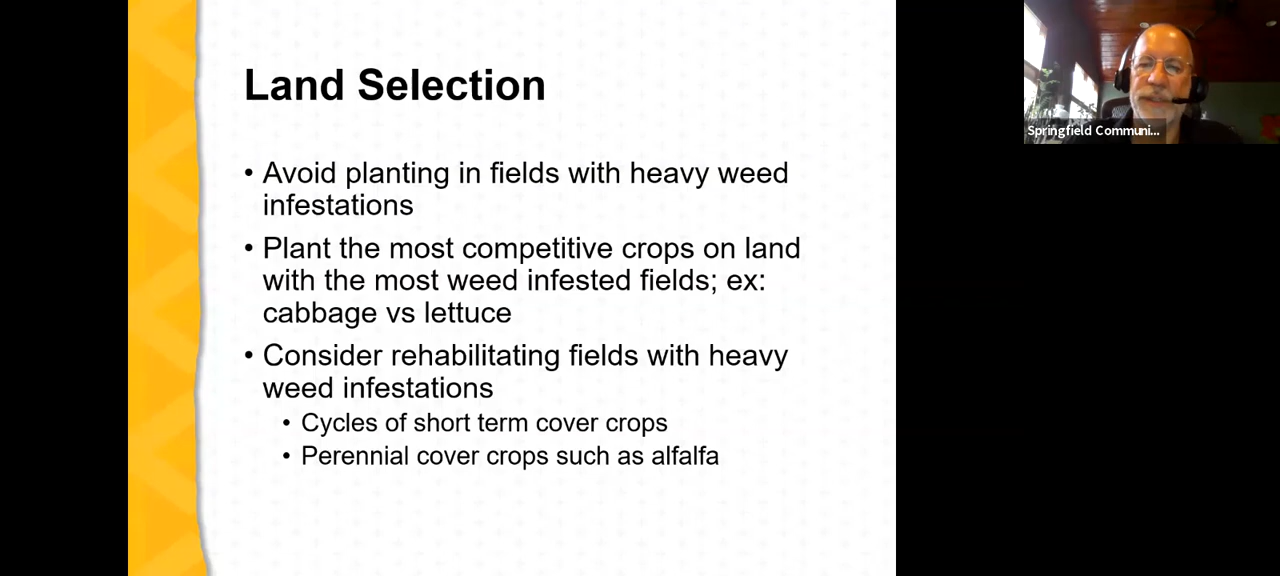 Land Selection
• Avoid planting in fields with heavy weed
infestations
• Plant the most competitive crops on land
with the most weed infested fields; ex:
cabbage vs lettuce
• Consider rehabilitating fields with heavy
weed infestations
• Cycles of short term cover crops
• Perennial cover crops such as alfalfa
Springfield Communi...